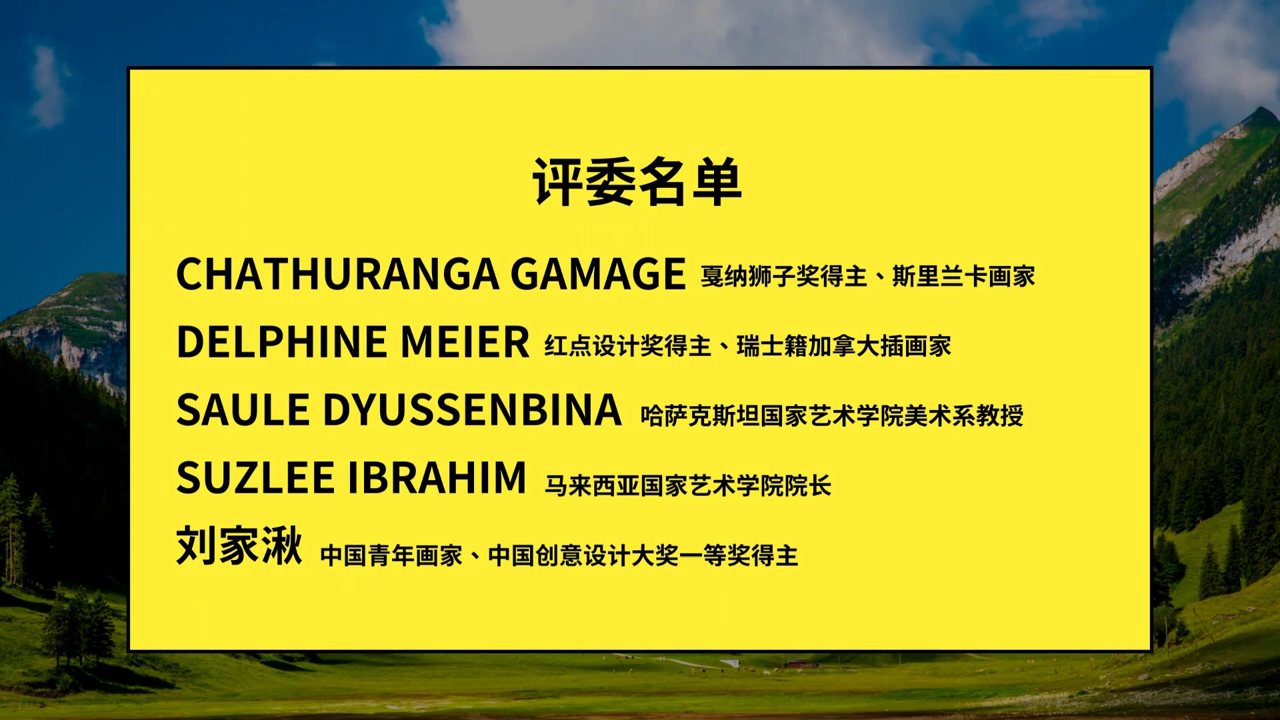 评委名单
CHATHURANGA GAMAGE 戛纳狮子奖得主、斯里兰卡画家
DELPHINE MEIER 红点设计奖得主、瑞士籍加拿大插画家
SAULE DYUSSENBINA 哈萨克斯坦国家艺术学院美术系教授
SUZLEE IBRAHIM 马来西亚国家艺术学院院长
刘家湫 中国青年画家、中国创意设计大奖一等奖得主